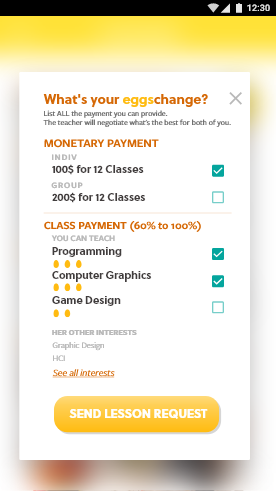 12:30
What's your eggschange?
List ALL the payment you can provide.
The teacher will negotiate what's the best for both of you.
MONETARY PAYMENT
INDIV
100$ for 12 Classes
GROUP
200$ for 12 Classes
CLASS PAYMENT (60% to 100%)
YOU CAN TEACH
Programming
Computer Graphics
Game Design
HER OTHER INTERESTS
Graphic Design
HCI
See all interests
SEND LESSON REQUEST